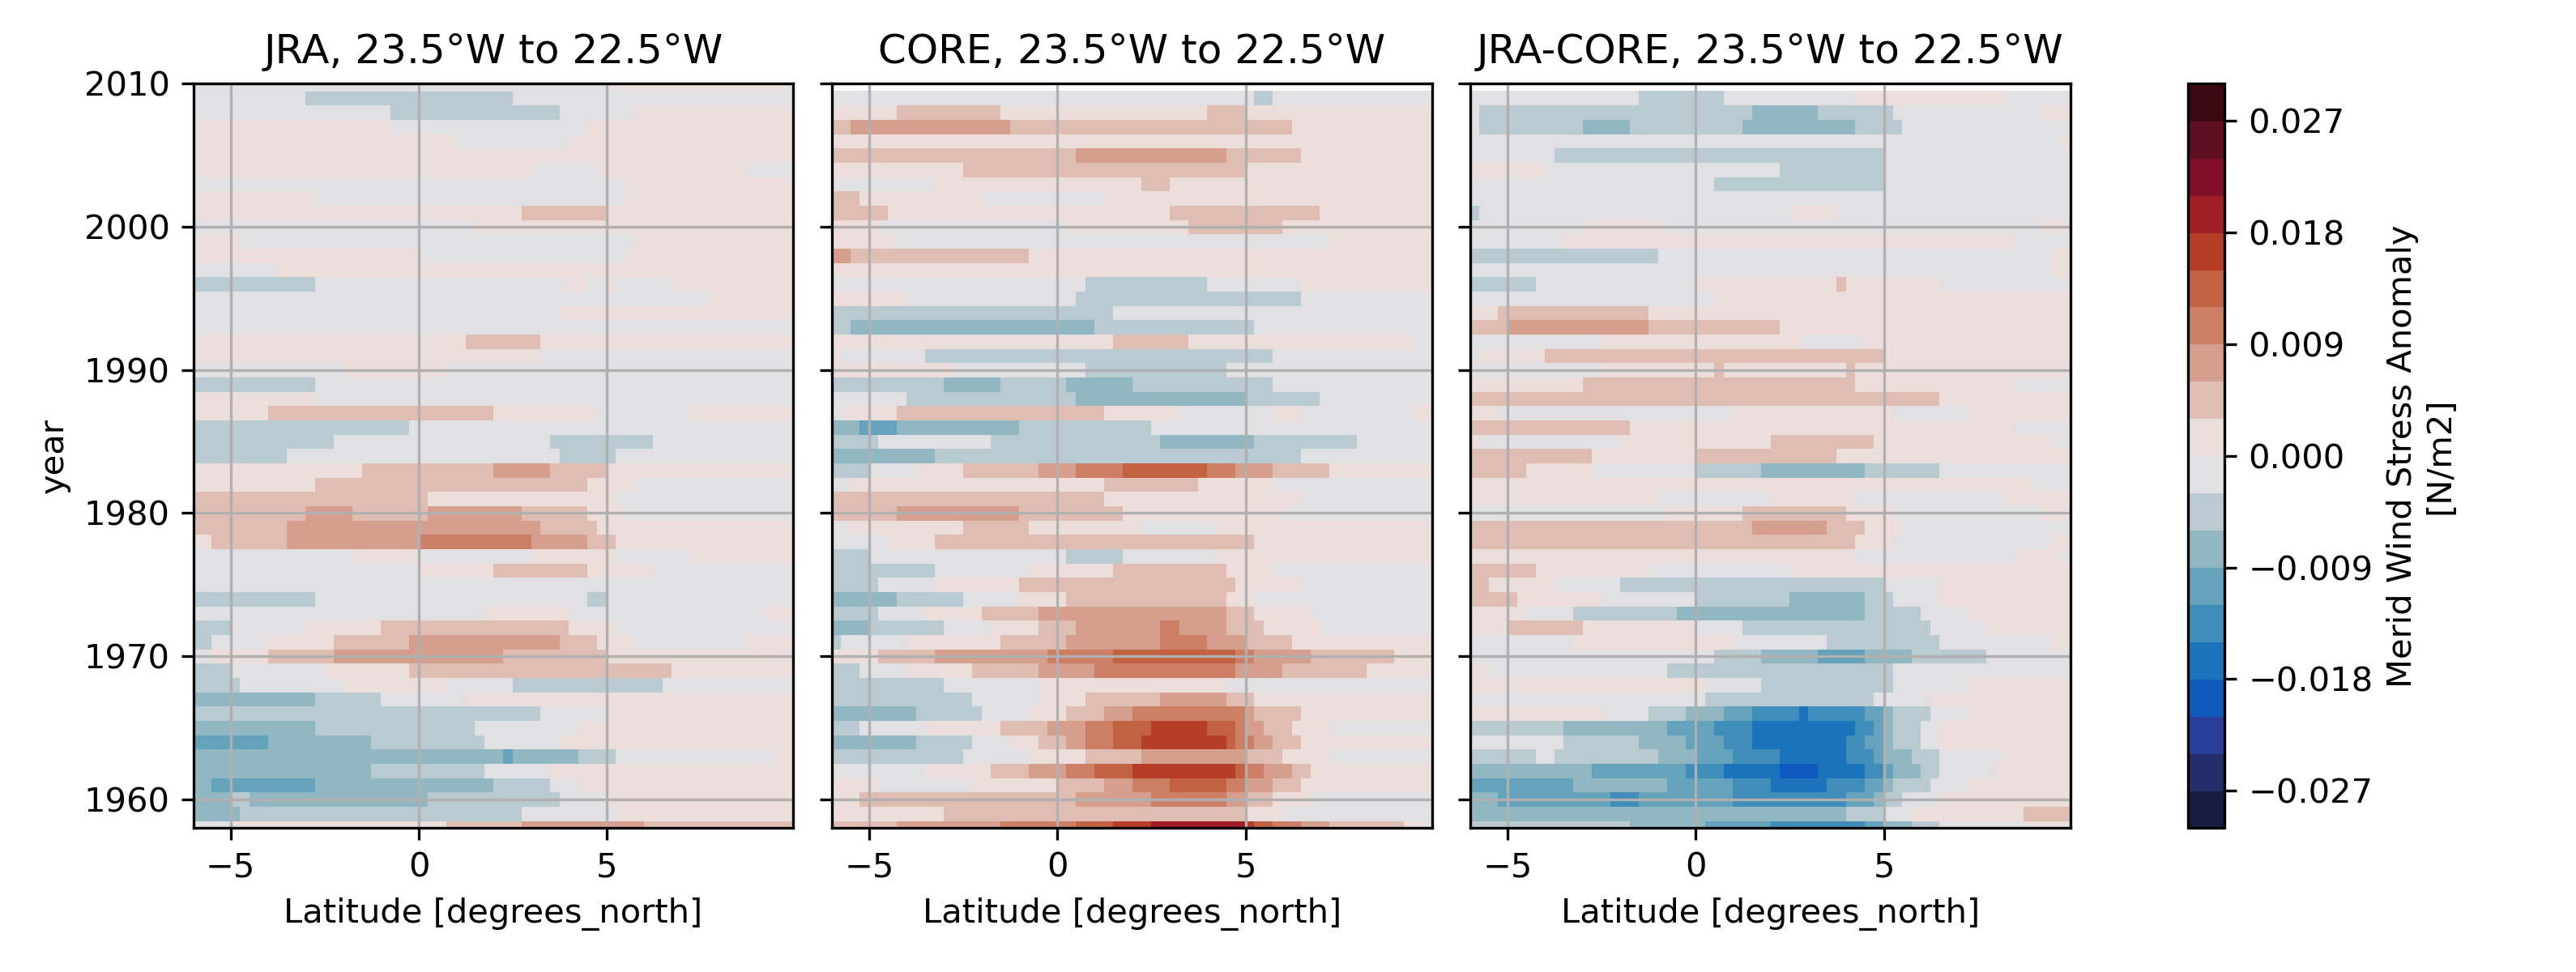 JRA, 23.5°W to 22.5°W
CORE, 23.5°W to 22.5°W
JRA-CORE, 23.5°W to 22.5°W
2010
2000
1990
1980
1970
1960
year
−5 0 5
−5 0 5
−5 0 5
Latitude [degrees_north]
Latitude [degrees_north]
Latitude [degrees_north]
0.027
0.018
0.009
0.000
−0.009
−0.018
−0.027
Merid Wind Stress Anomaly
[N/m2]